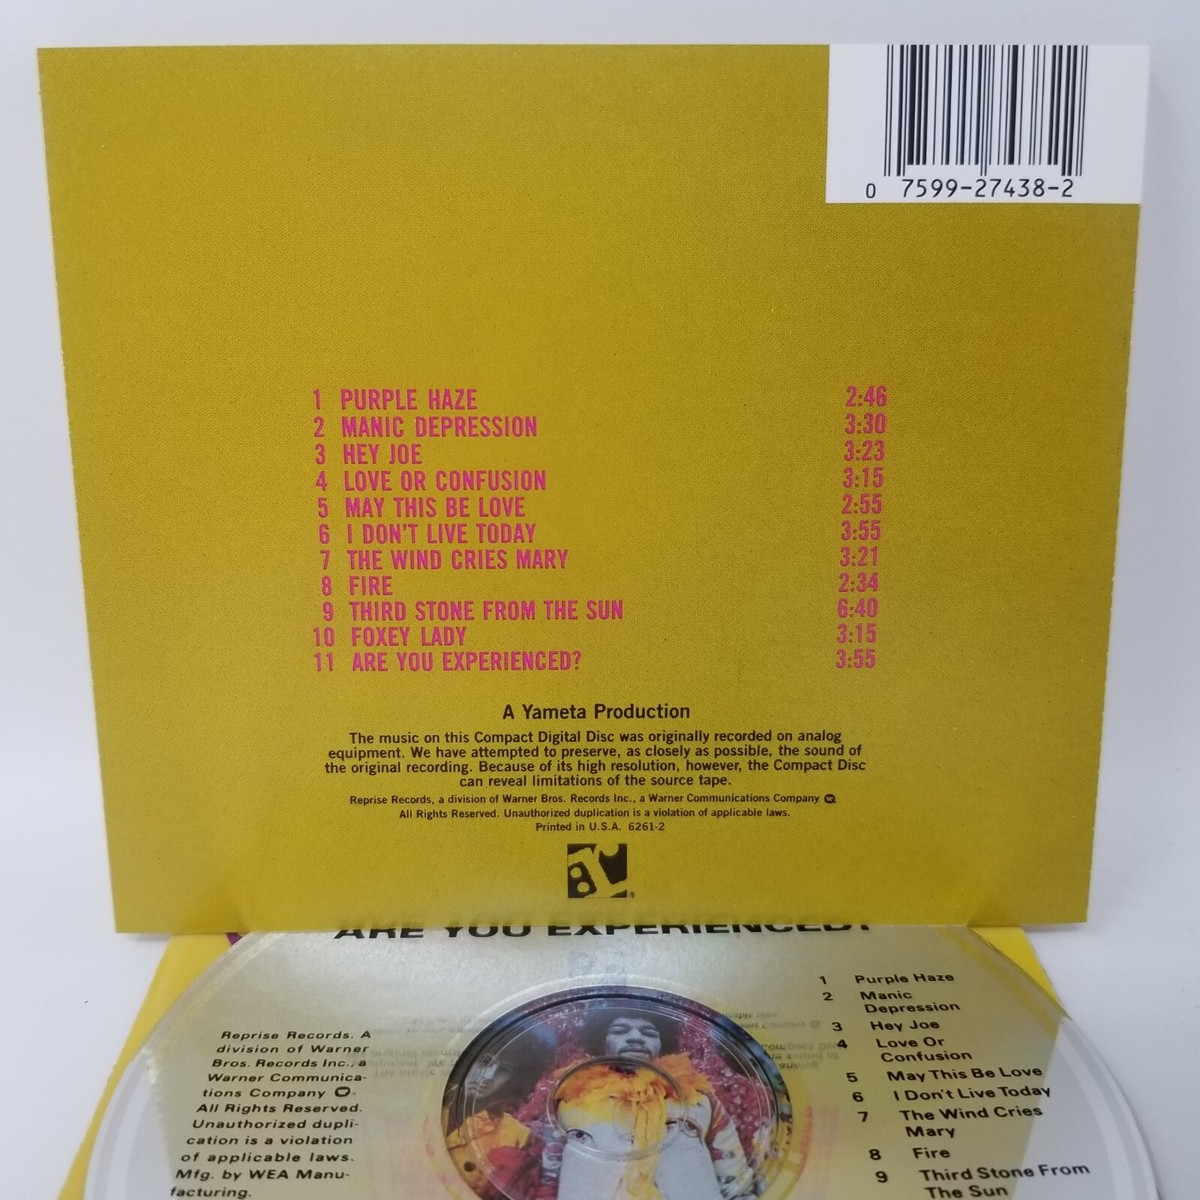 0 7599-27438-2
1 PURPLE HAZE 2:46
2 MANIC DEPRESSION 3:30
3 HEY JOE 3:23
4 LOVE OR CONFUSION 3:15
5 MAY THIS BE LOVE 2:55
6 I DON'T LIVE TODAY 3:55
7 THE WIND CRIES MARY 3:21
8 FIRE 2:34
9 THIRD STONE FROM THE SUN 6:40
10 FOXEY LADY 3:15
11 ARE YOU EXPERIENCED? 3:55
A Yameta Production
The music on this Compact Digital Disc was originally recorded on analog
equipment. We have attempted to preserve, as closely as possible, the sound of
the original recording. Because of its high resolution, however, the Compact Disc
can reveal limitations of the source tape.
Reprise Records, a division of Warner Bros. Records Inc., a Warner Communications Company
All Rights Reserved. Unauthorized duplication is a violation of applicable laws.
Printed in U.S.A. 6261-2
ARE YOU EXPERIENCED?
Reprise Records. A
division of Warner
Bros. Records Inc., a
Warner Communica-
tions Company
All Rights Reserved.
Unauthorized dupli-
cation is a violation
of applicable laws.
Mfg. by WEA Manu-
facturing.
1 Purple Haze
2 Manic
Depression
3 Hey Joe
4 Love Or
Confusion
5 May This Be Love
6 I Don't Live Today
7 The Wind Cries
Mary
8 Fire
9 Third Stone From
The Sun